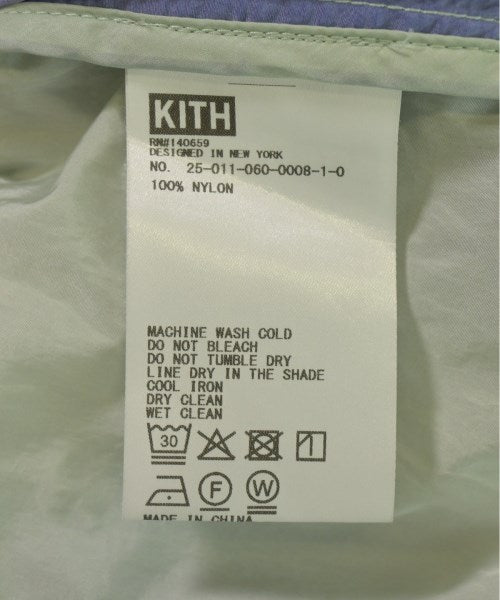 KITH
RN#140659
DESIGNED IN NEW YORK
NO. 25-011-060-0008-1-0
100% NYLON
MACHINE WASH COLD
DO NOT BLEACH
DO NOT TUMBLE DRY
LINE DRY IN THE SHADE
COOL IRON
DRY CLEAN
WET CLEAN
30
F W
MADE IN CHINA